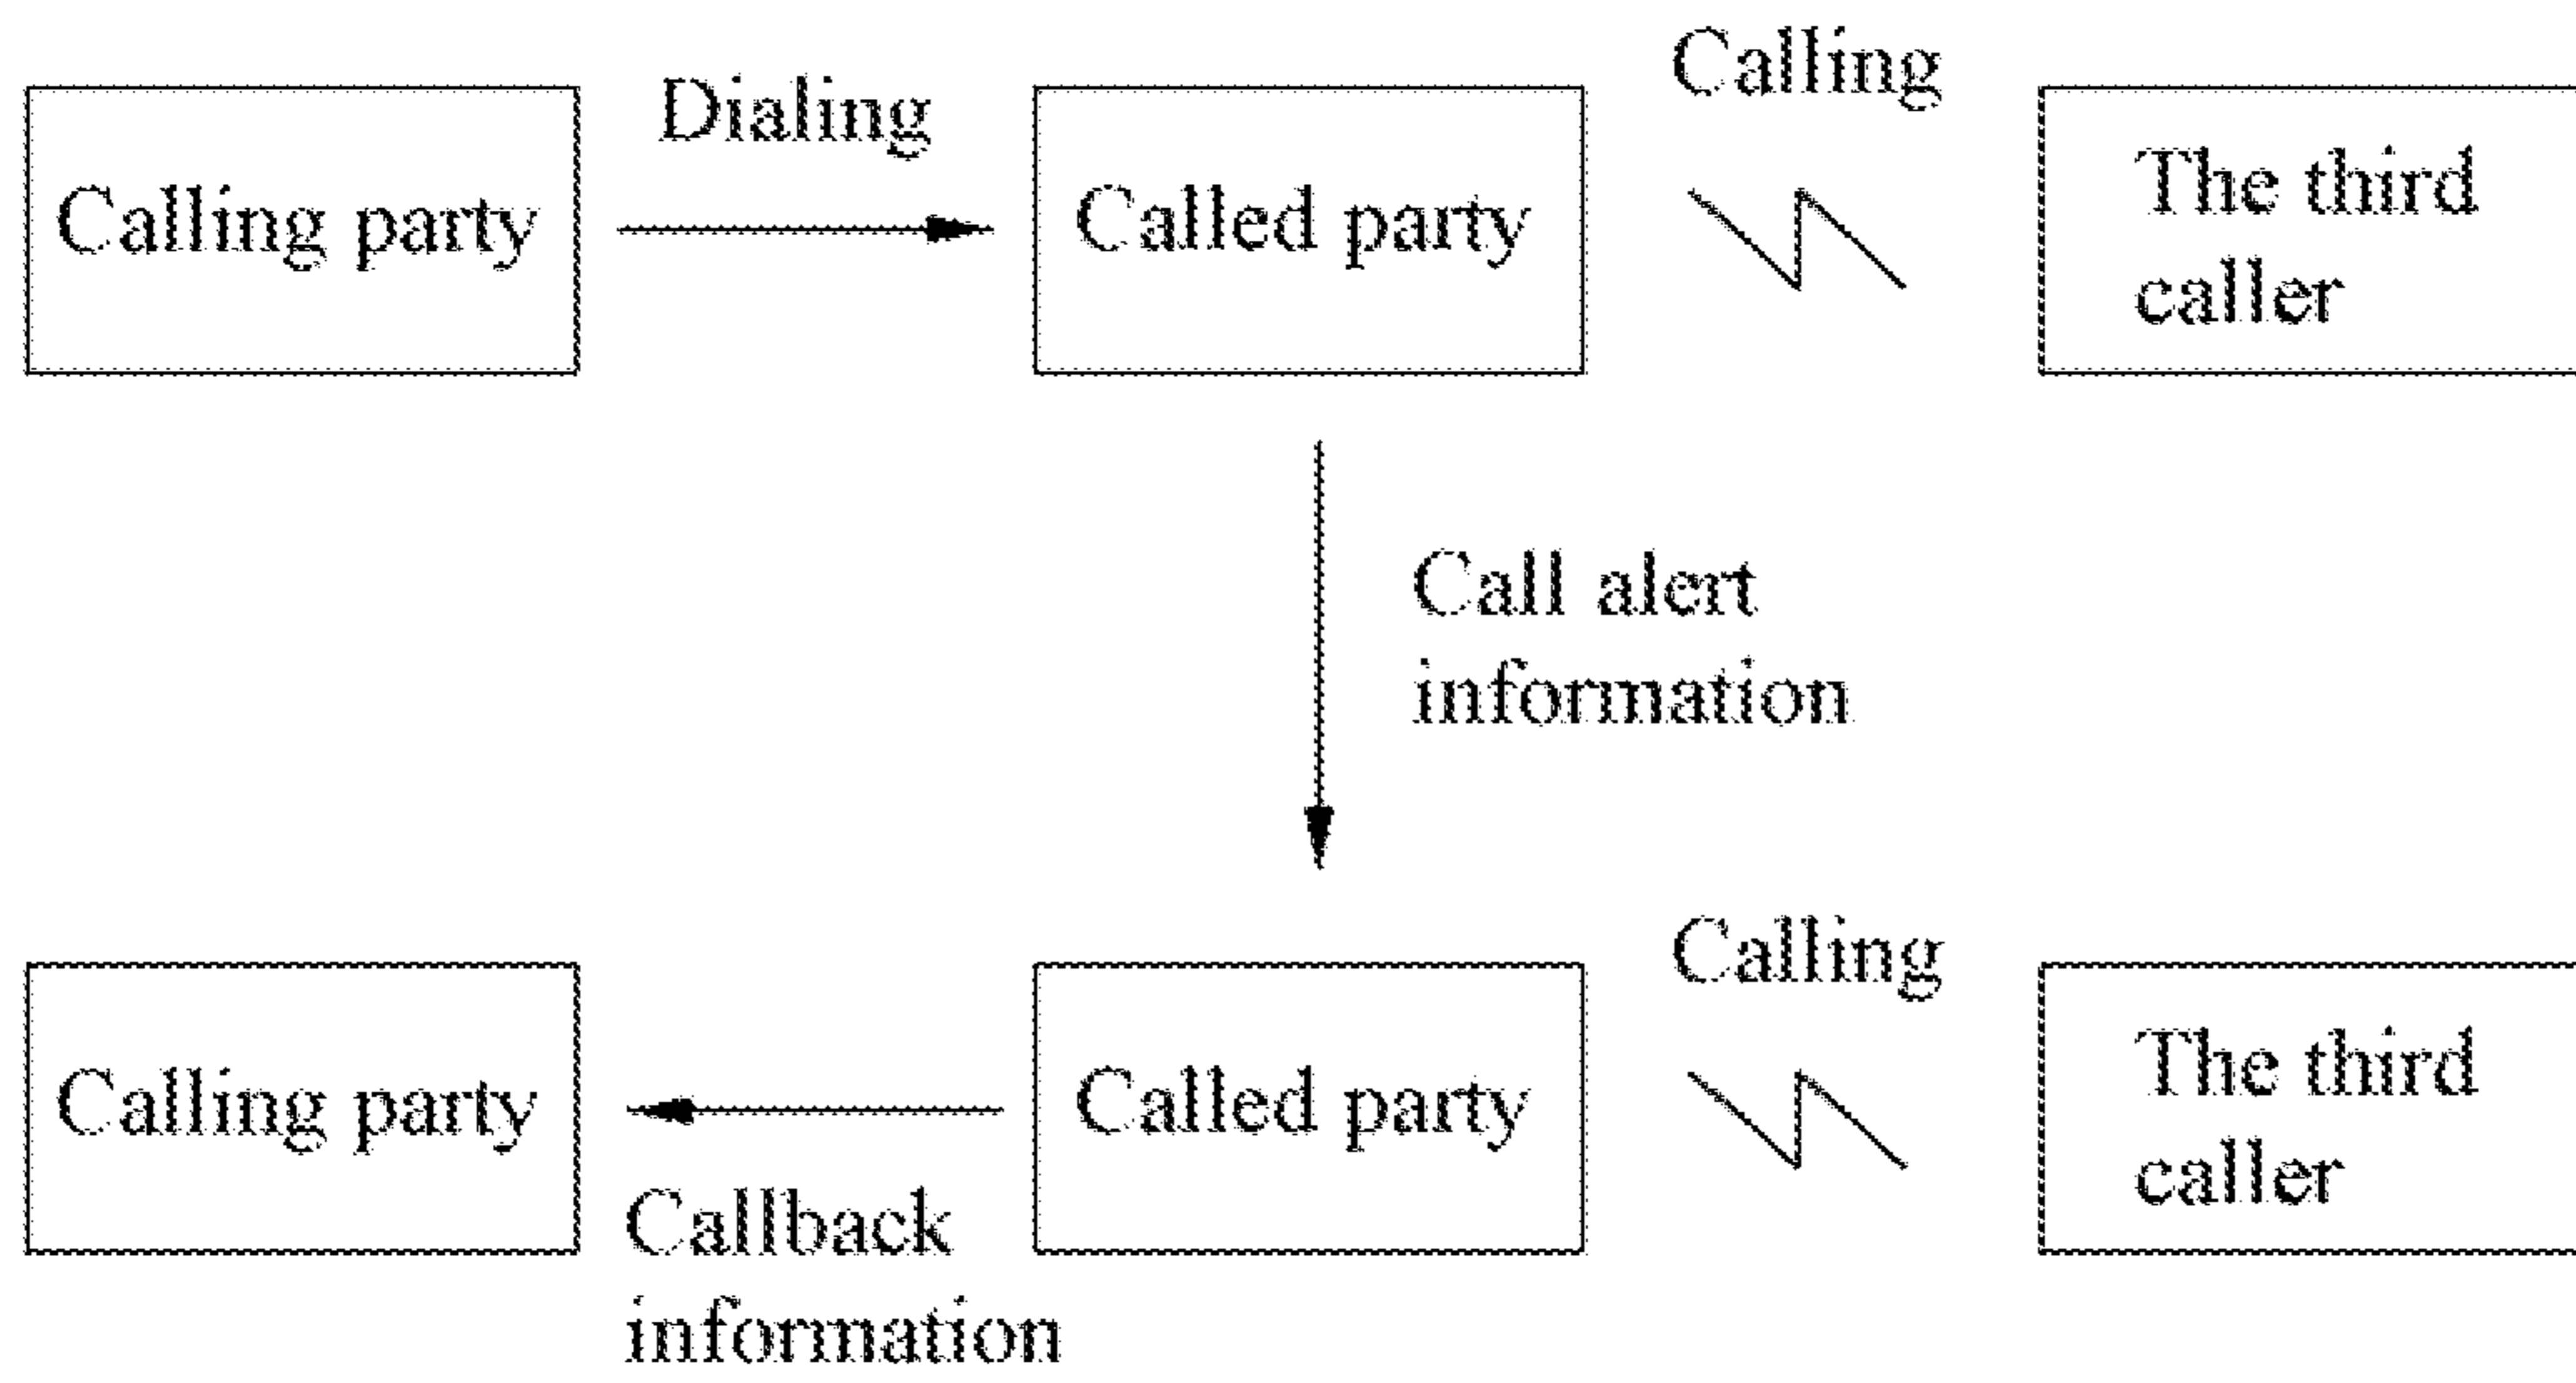 Calling
Dialing
Calling party
Called party
The third
caller
Call alert
information
Calling
Calling party
Called party
The third
caller
Callback
information